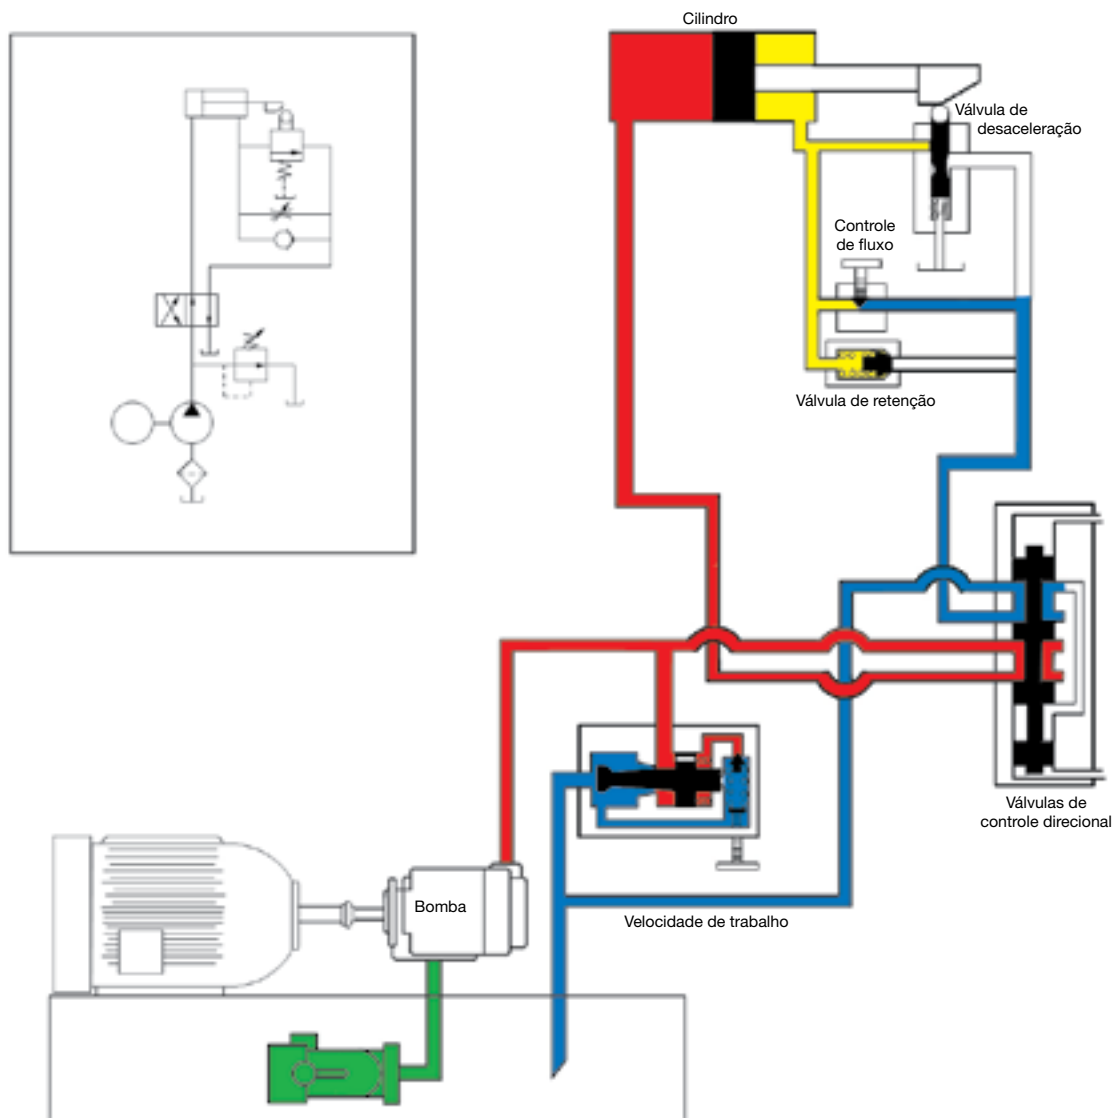 Cilindro
Válvula de
desaceleração
Controle
de fluxo
Válvula de retenção
Válvulas de
controle direcional
Bomba
Velocidade de trabalho